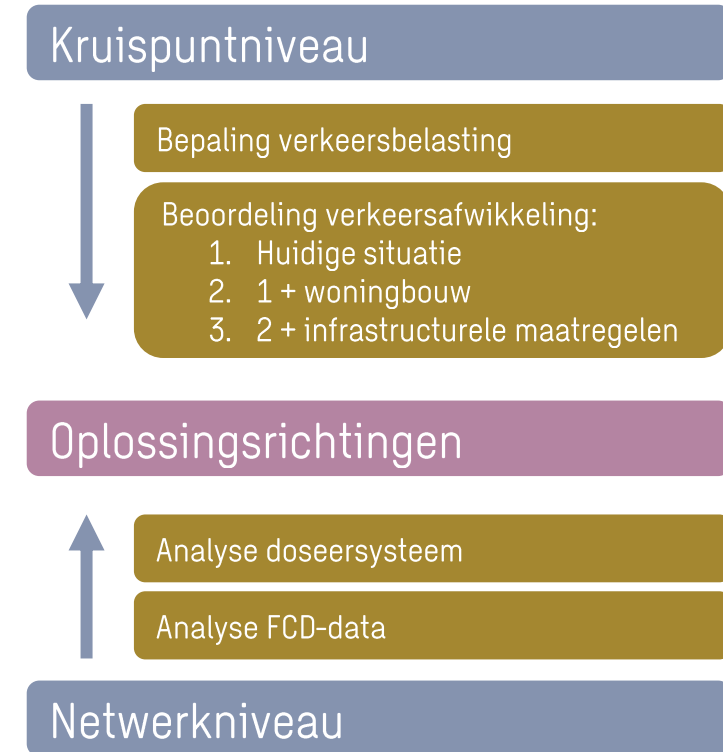 Kruispuntniveau
Bepaling verkeersbelasting
Beoordeling verkeersafwikkeling:
1. Huidige situatie
2. 1 + woningbouw
3. 2 + infrastructurele maatregelen
Oplossingsrichtingen
Analyse doseersysteem
Analyse FCD-data
Netwerkniveau